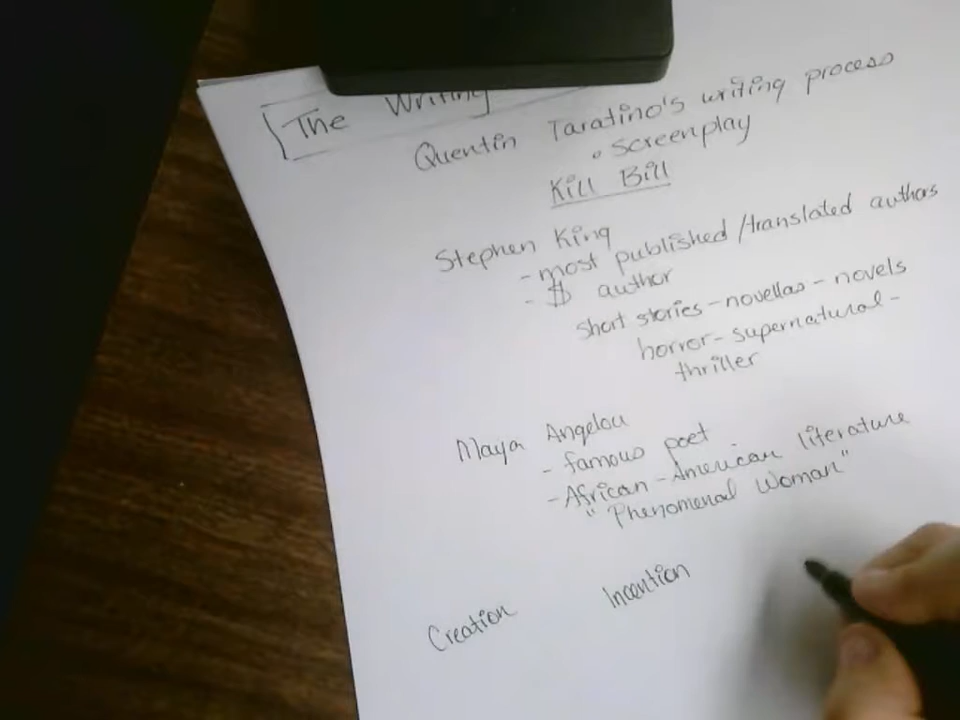 The Writing
Quentin Taratino's writing process
• Screenplay
Kill Bill
Stephen King
- most published/translated authors
- $ author
short stories - novellas - novels
horror - supernatural -
thriller
Maya Angelou
- famous poet
- African-American literature
"Phenomenal Woman"
Creation Incention